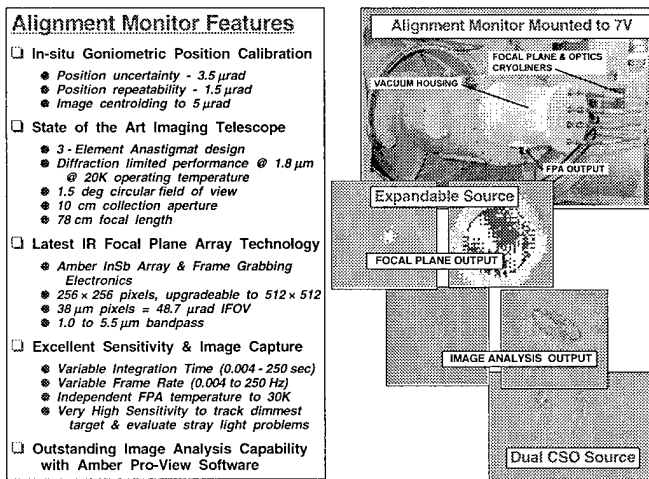 Alignment Monitor Features
In-situ Goniometric Position Calibration
Position uncertainty - 3.5 µrad
Position repeatability - 1.5 µrad
Image centroiding to 5 µrad
State of the Art Imaging Telescope
3 - Element Anastigmat design
Diffraction limited performance @ 1.8 µm
@ 20K operating temperature
1.5 deg circular field of view
10 cm collection aperture
78 cm focal length
Latest IR Focal Plane Array Technology
Amber InSb Array & Frame Grabbing
Electronics
256 × 256 pixels, upgradeable to 512 × 512
38 µm pixels = 48.7 µrad IFOV
1.0 to 5.5 µm bandpass
Excellent Sensitivity & Image Capture
Variable Integration Time (0.004 - 250 sec)
Variable Frame Rate (0.004 to 250 Hz)
Independent FPA temperature to 30K
Very High Sensitivity to track dimmest
target & evaluate stray light problems
Outstanding Image Analysis Capability
with Amber Pro-View Software
Alignment Monitor Mounted to 7V
FOCAL PLANE & OPTICS
CRYOLINERS
VACUUM HOUSING
FPA OUTPUT
Expandable Source
FOCAL PLANE OUTPUT
IMAGE ANALYSIS OUTPUT
Dual CSO Source